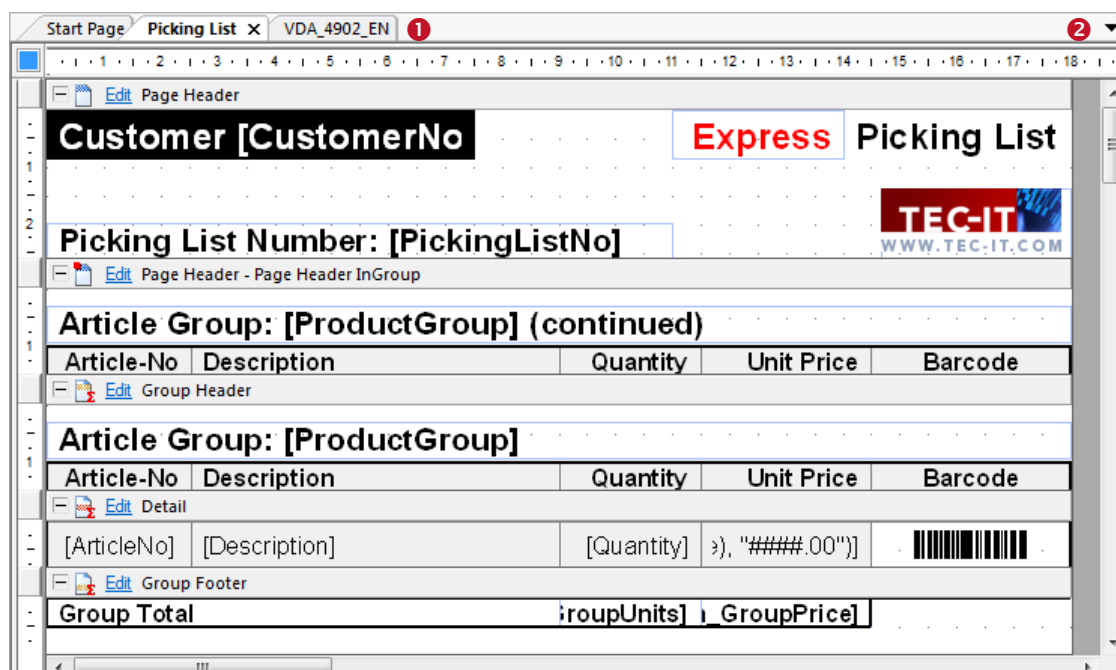 Start Page Picking List X VDA_4902_EN 1 2
1 2 3 4 5 6 7 8 9 10 11 12 13 14 15 16 17 18
Edit Page Header
Customer [CustomerNo Express Picking List
1
2
TEC-IT
WWW.TEC-IT.COM
Picking List Number: [PickingListNo]
Edit Page Header - Page Header InGroup
Article Group: [ProductGroup] (continued)
1
Article-No Description Quantity Unit Price Barcode
Edit Group Header
Article Group: [ProductGroup]
1
Article-No Description Quantity Unit Price Barcode
Edit Detail
[ArticleNo] [Description] [Quantity] ), "####.00")]
Edit Group Footer
Group Total roupUnits] _GroupPrice]